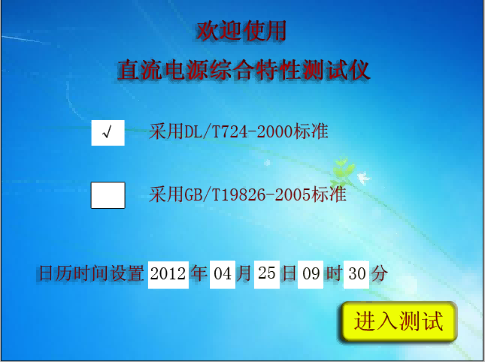 欢迎使用
直流电源综合特性测试仪
√ 采用DL/T724-2000标准
采用GB/T19826-2005标准
日历时间设置 2012 年 04 月 25 日 09 时 30 分
进入测试